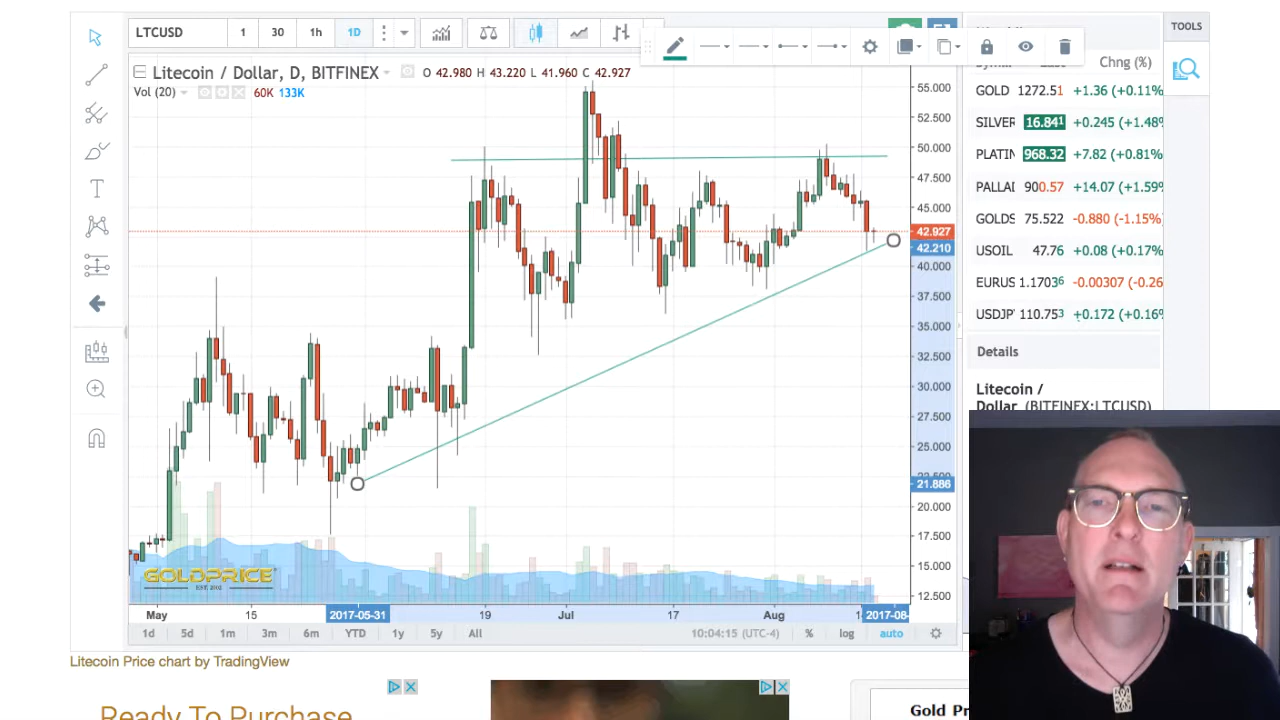 LTCUSD 1 30 1h 1D
TOOLS
Litecoin / Dollar, D, BITFINEX O 42.980 H 43.220 L 41.960 C 42.927
Vol (20) 60K 133K
Chng (%)
GOLD 1272.51 +1.36 (+0.11%
SILVER 16.841 +0.245 (+1.48%
PLATIN 968.32 +7.82 (+0.81%
PALLAI 900.57 +14.07 (+1.59%
GOLDS 75.522 -0.880 (-1.15%
USOIL 47.76 +0.08 (+0.17%
EURUS 1.17036 -0.00307 (-0.26
USDJP 110.753 +0.172 (+0.16%
Details
Litecoin /
Dollar (BITFINEX:LTCUSD)
55.000
52.500
50.000
47.500
45.000
42.927
42.210
40.000
37.500
35.000
32.500
30.000
27.500
25.000
21.886
20.000
17.500
15.000
12.500
GOLDPRICE
EST. 2002
May 15 2017-05-31 19 Jul 17 Aug 2017-08-
1d 5d 1m 3m 6m YTD 1y 5y All 10:04:15 (UTC-4) % log auto
Litecoin Price chart by TradingView
Ready To Purchase
Gold Pr